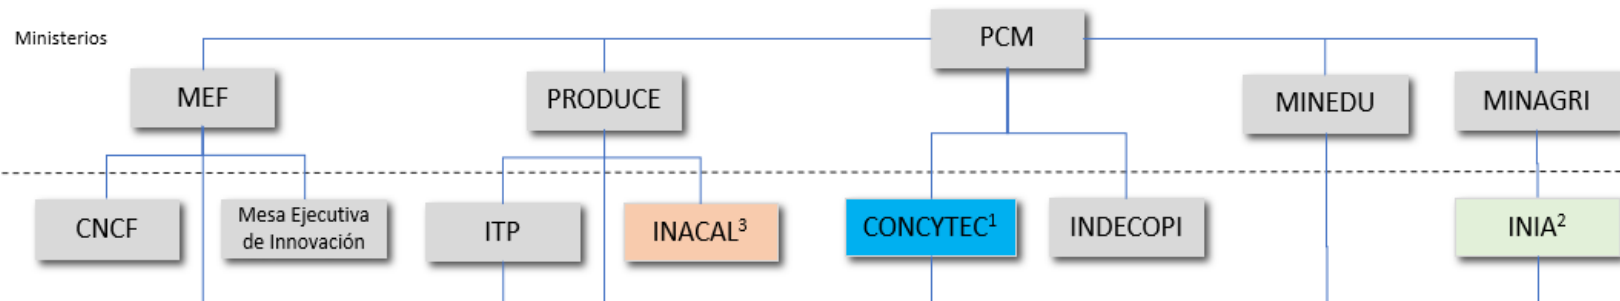 Ministerios
PCM
MEF
PRODUCE
MINEDU
MINAGRI
CNCF
Mesa Ejecutiva
de Innovación
ITP
INACAL³
CONCYTEC¹
INDECOPI
INIA²